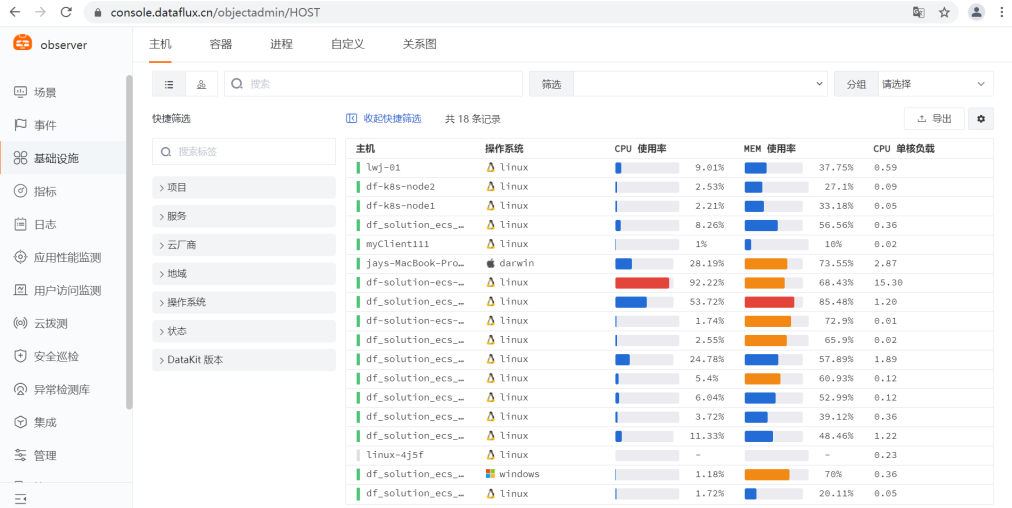 console.dataflux.cn/objectadmin/HOST
observer
主机 容器 进程 自定义 关系图
搜索 筛选 分组 请选择
场景
事件
基础设施
指标
日志
应用性能监测
用户访问监测
云拨测
安全巡检
异常检测库
集成
管理
快捷筛选
搜索标签
项目
服务
云厂商
地域
操作系统
状态
DataKit 版本
收起快捷筛选 共 18 条记录 导出
主机 操作系统 CPU 使用率 MEM 使用率 CPU 单核负载
lwj-01 linux 9.01% 37.75% 0.59
df-k8s-node2 linux 2.53% 27.1% 0.09
df-k8s-node1 linux 2.21% 33.18% 0.05
df_solution_ecs_… linux 8.26% 56.56% 0.36
myClient111 linux 1% 10% 0.02
jays-MacBook-Pro… darwin 28.19% 73.55% 2.87
df-solution-ecs-… linux 92.22% 68.43% 15.30
df_solution_ecs_… linux 53.72% 85.48% 1.20
df-solution-ecs-… linux 1.74% 72.9% 0.01
df_solution_ecs_… linux 2.55% 65.9% 0.02
df_solution_ecs_… linux 24.78% 57.89% 1.89
df_solution_ecs_… linux 5.4% 60.93% 0.12
df_solution_ecs_… linux 6.04% 52.99% 0.12
df_solution_ecs_… linux 3.72% 39.12% 0.36
df_solution_ecs_… linux 11.33% 48.46% 1.22
linux-4j5f linux - - 0.23
df_solution_ecs_… windows 1.18% 70% 0.36
df_solution_ecs_… linux 1.72% 20.11% 0.05